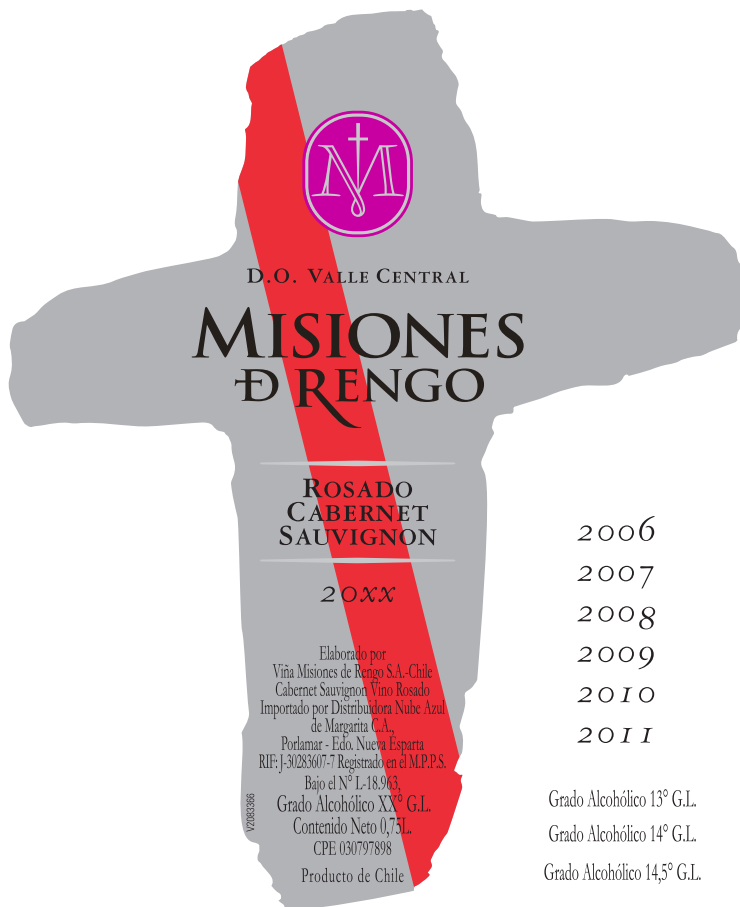 M
D.O. VALLE CENTRAL
MISIONES
Đ RENGO
ROSADO
CABERNET
SAUVIGNON
20XX
Elaborado por
Viña Misiones de Rengo S.A.-Chile
Cabernet Sauvignon Vino Rosado
Importado por Distribuidora Nube Azul
de Margarita C.A.,
Porlamar - Edo. Nueva Esparta
RIF: J-30283607-7 Registrado en el M.P.P.S.
Bajo el N° L-18.963,
Grado Alcohólico XX° G.L.
Contenido Neto 0,75L.
CPE 030797898
Producto de Chile
V2083366
2006
2007
2008
2009
2010
2011
Grado Alcohólico 13° G.L.
Grado Alcohólico 14° G.L.
Grado Alcohólico 14,5° G.L.